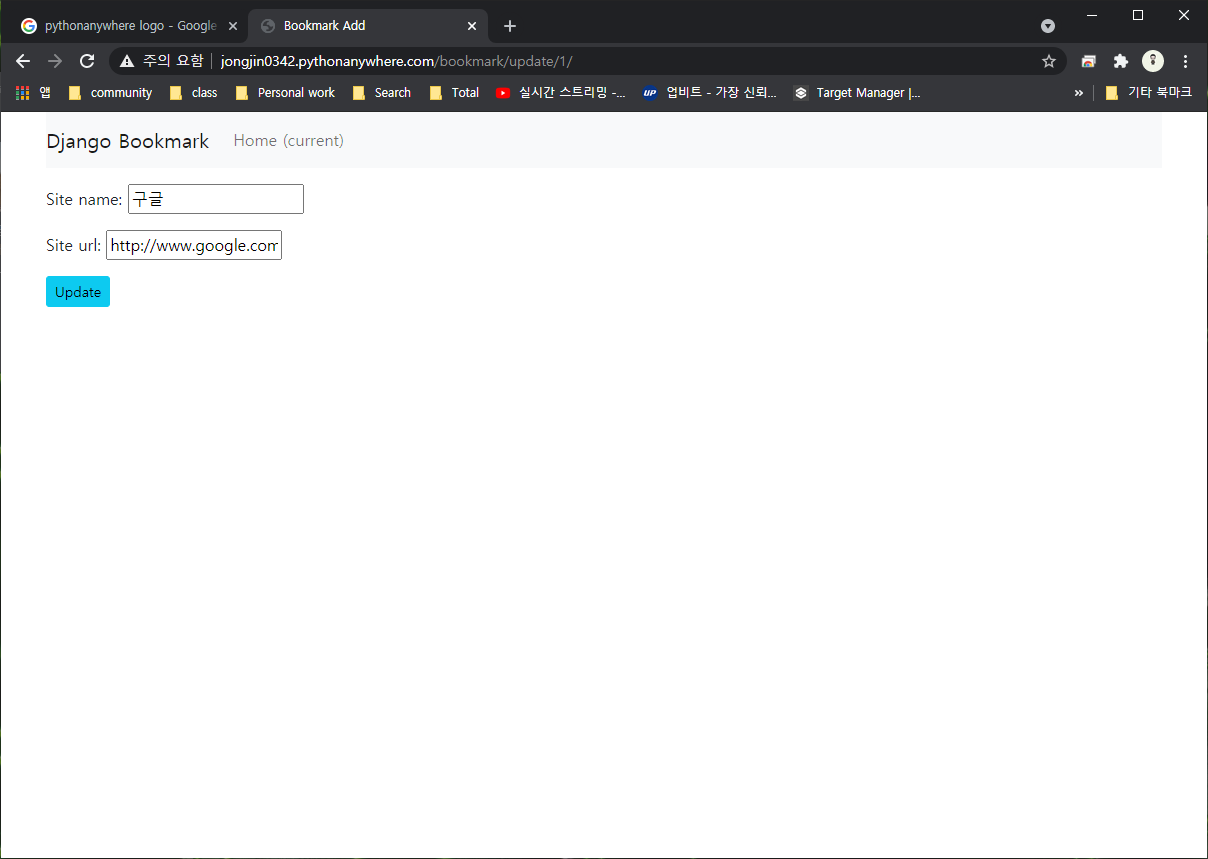 pythonanywhere logo - Google
Bookmark Add
주의 요함 jongjin0342.pythonanywhere.com/bookmark/update/1/
앱 community class Personal work Search Total 실시간 스트리밍 -... UP 업비트 - 가장 신뢰... Target Manager |... » 기타 북마크
Django Bookmark Home (current)
Site name: 구글
Site url: http://www.google.com
Update